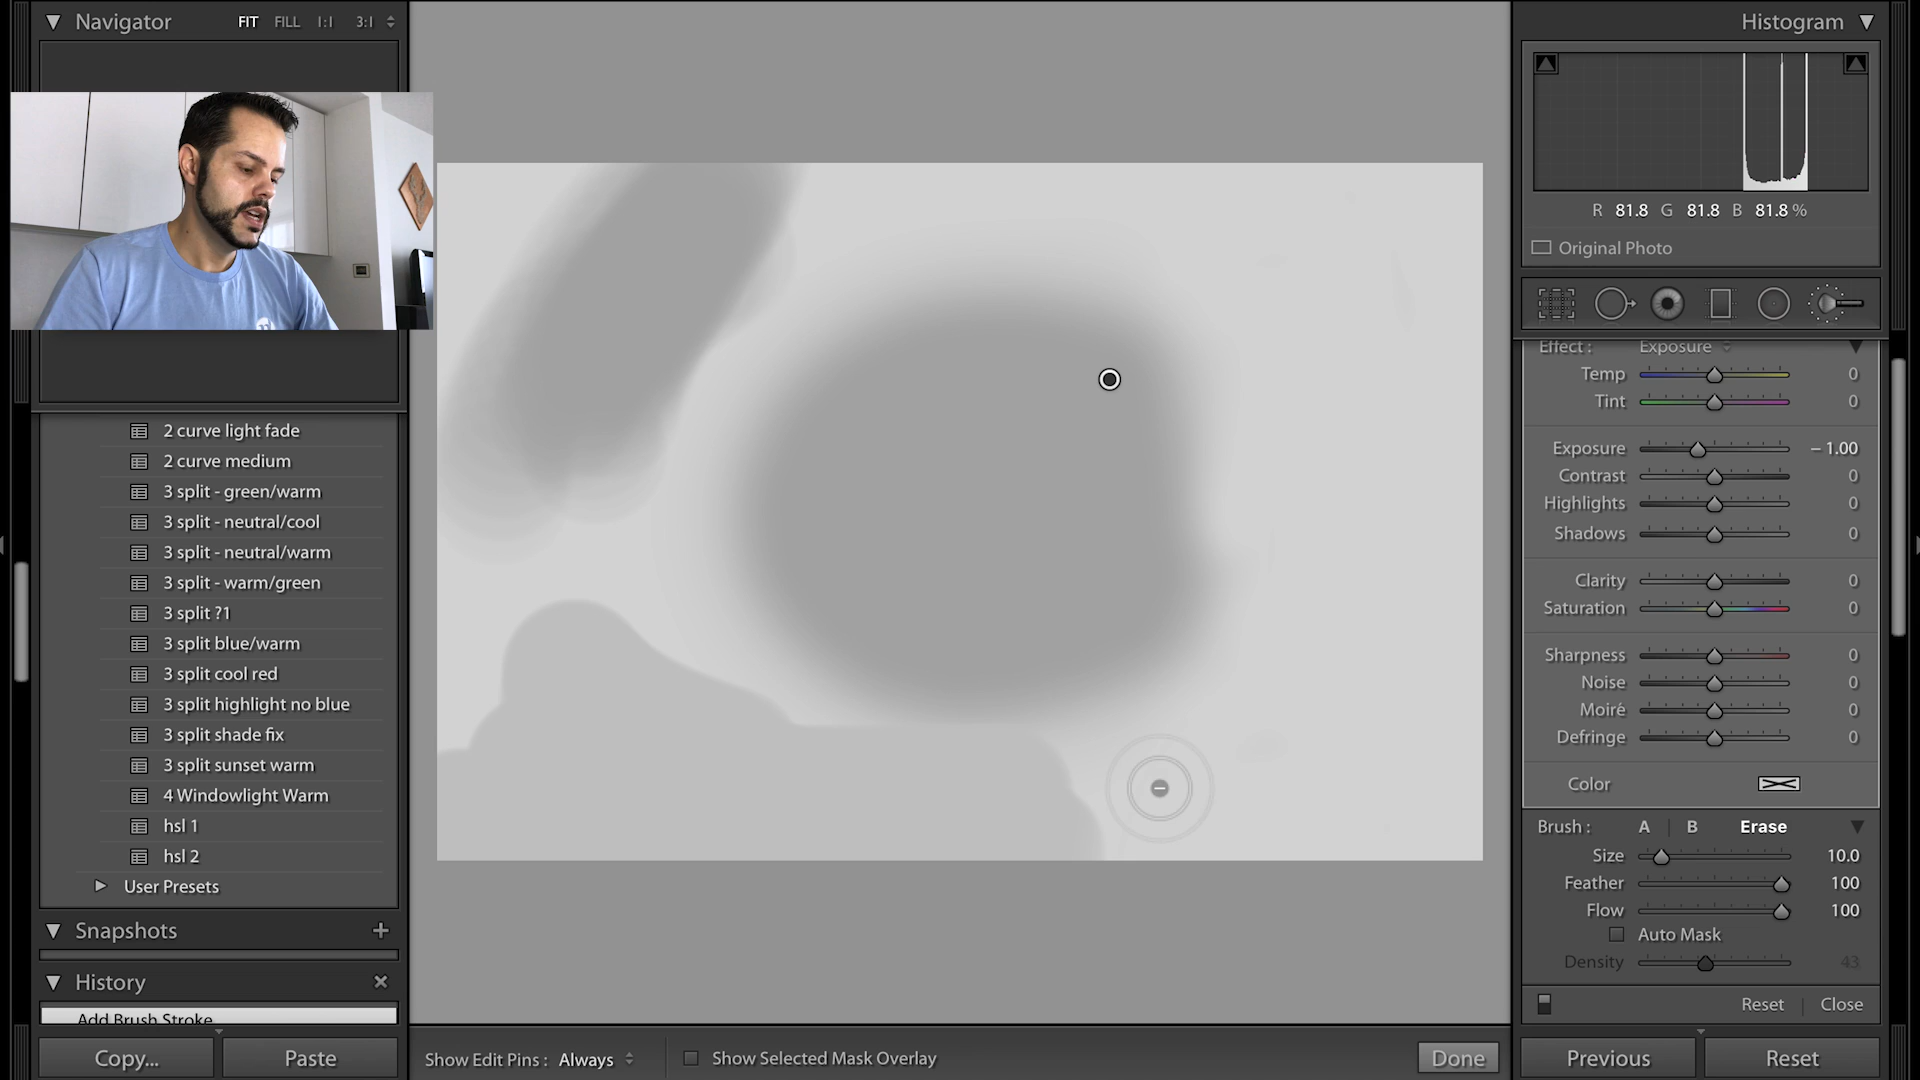 Navigator FIT FILL 1:1 3:1
2 curve light fade
2 curve medium
3 split - green/warm
3 split - neutral/cool
3 split - neutral/warm
3 split - warm/green
3 split ?1
3 split blue/warm
3 split cool red
3 split highlight no blue
3 split shade fix
3 split sunset warm
4 Windowlight Warm
hsl 1
hsl 2
User Presets
Snapshots
History
Add Brush Stroke
Copy... Paste
Show Edit Pins : Always Show Selected Mask Overlay Done
Histogram
R 81.8 G 81.8 B 81.8 %
Original Photo
Effect : Exposure
Temp 0
Tint 0
Exposure – 1.00
Contrast 0
Highlights 0
Shadows 0
Clarity 0
Saturation 0
Sharpness 0
Noise 0
Moiré 0
Defringe 0
Color
Brush : A B Erase
Size 10.0
Feather 100
Flow 100
Auto Mask
Density 43
Reset Close
Previous Reset